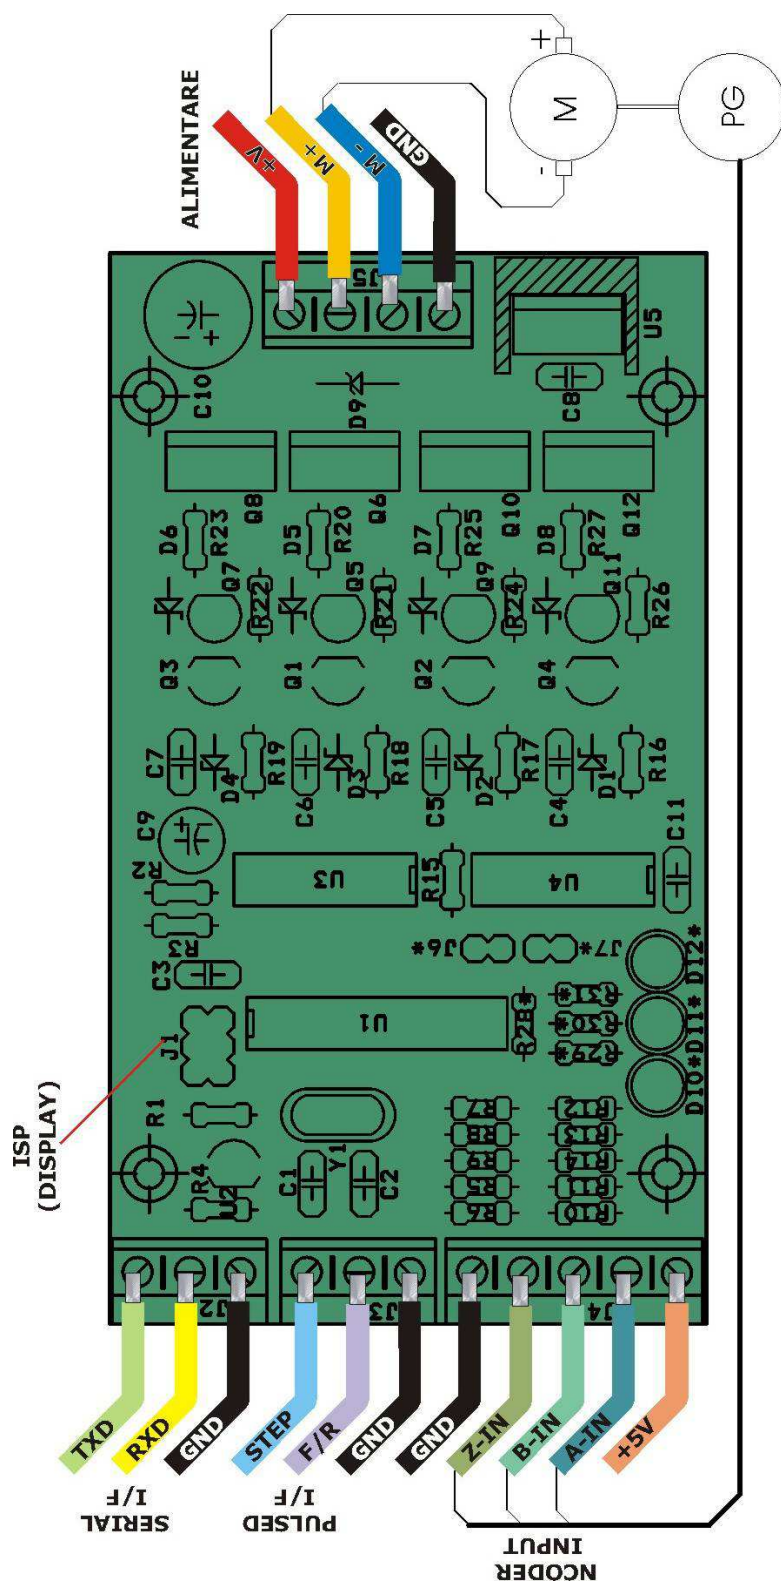 ALIMENTARE
+V
M+
M -
GND
+
M
-
PG
J5
C10
U5
C8
D9
Q8
Q6
Q10
Q12
D6
R23
D5
R20
D7
R25
D8
R27
Q7
R22
Q5
R21
Q9
R24
Q11
R26
Q3
Q1
Q2
Q4
C7
D4
R19
C6
D3
R18
C5
D2
R17
C4
D1
R16
C9
R2
U3
R15
U4
C11
R3
C3
J6*
J7*
D12*
J1
U1
R28*
R31*
R30*
R29*
D11*
D10*
ISP
(DISPLAY)
R1
R4
U2
Y1
C1
C2
R7
R8
R9
R5
R6
R12
R13
R14
R11
R10
J2
J3
J4
TXD
RXD
GND
STEP
F/R
GND
GND
Z-IN
B-IN
A-IN
+5V
SERIAL
I/F
PULSED
I/F
NCODER
INPUT